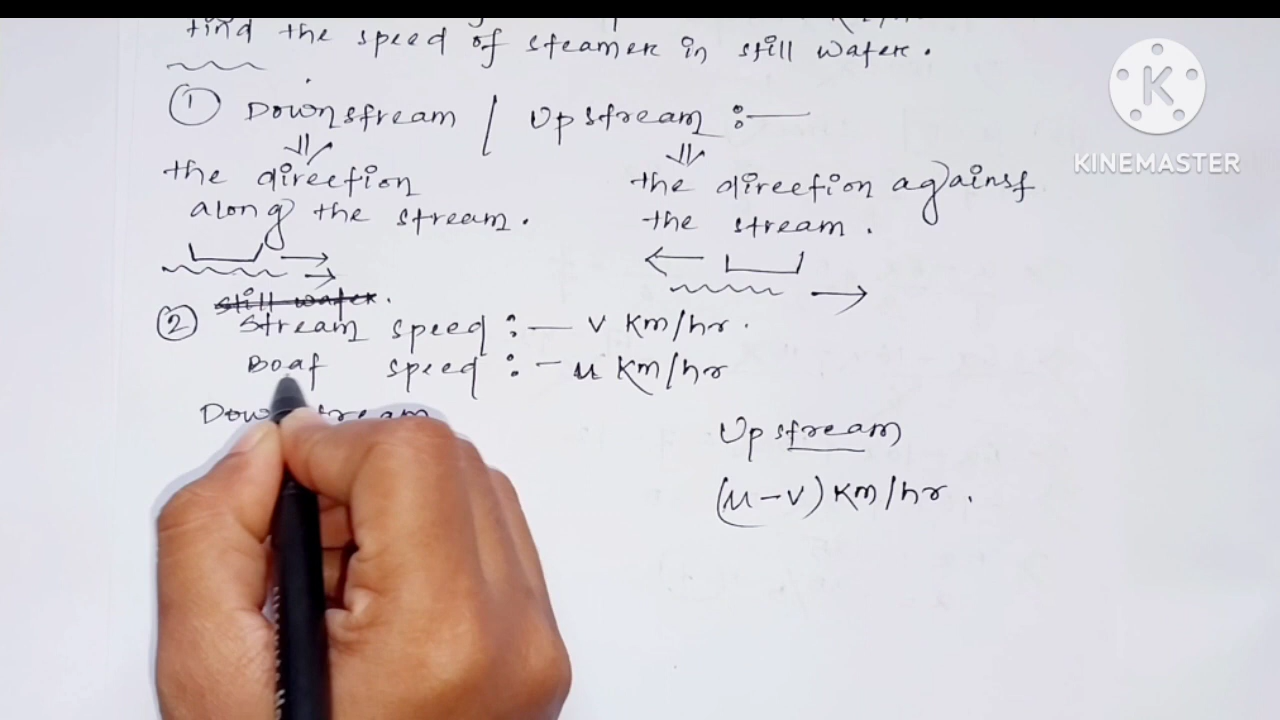 find the speed of steamer in still water.
① Downstream / Upstream :—
the direction along the stream.
the direction against the stream.
still water.
② Stream speed :— v Km/hr.
Boat speed :— u Km/hr
Upstream
(u-v) Km/hr.
K
KINEMASTER